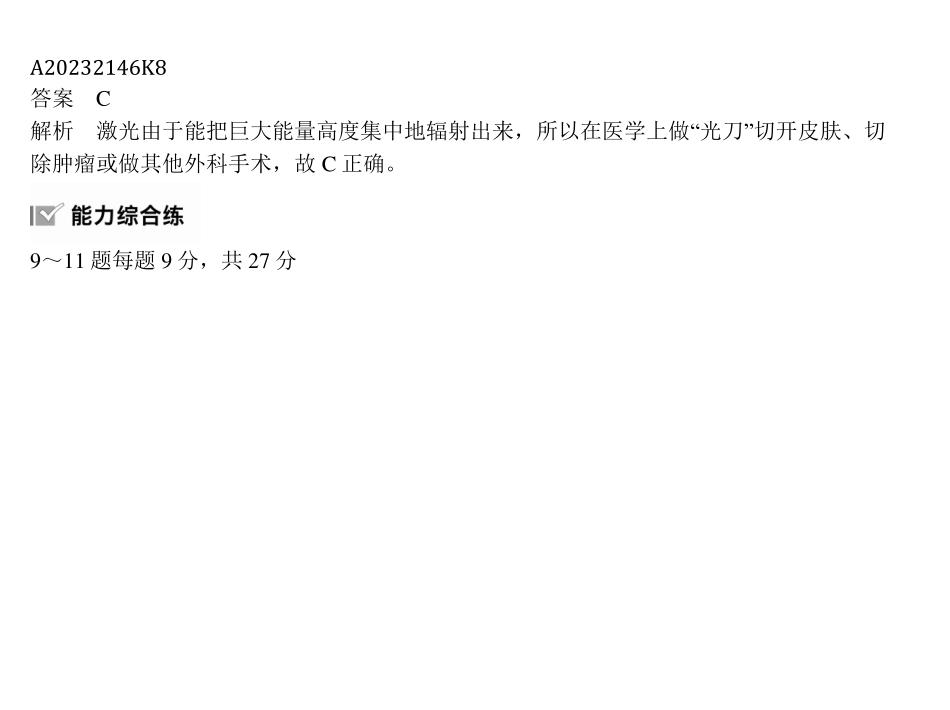 A20232146K8
答案　C
解析　激光由于能把巨大能量高度集中地辐射出来，所以在医学上做“光刀”切开皮肤、切
除肿瘤或做其他外科手术，故 C 正确。
能力综合练
9～11 题每题 9 分，共 27 分